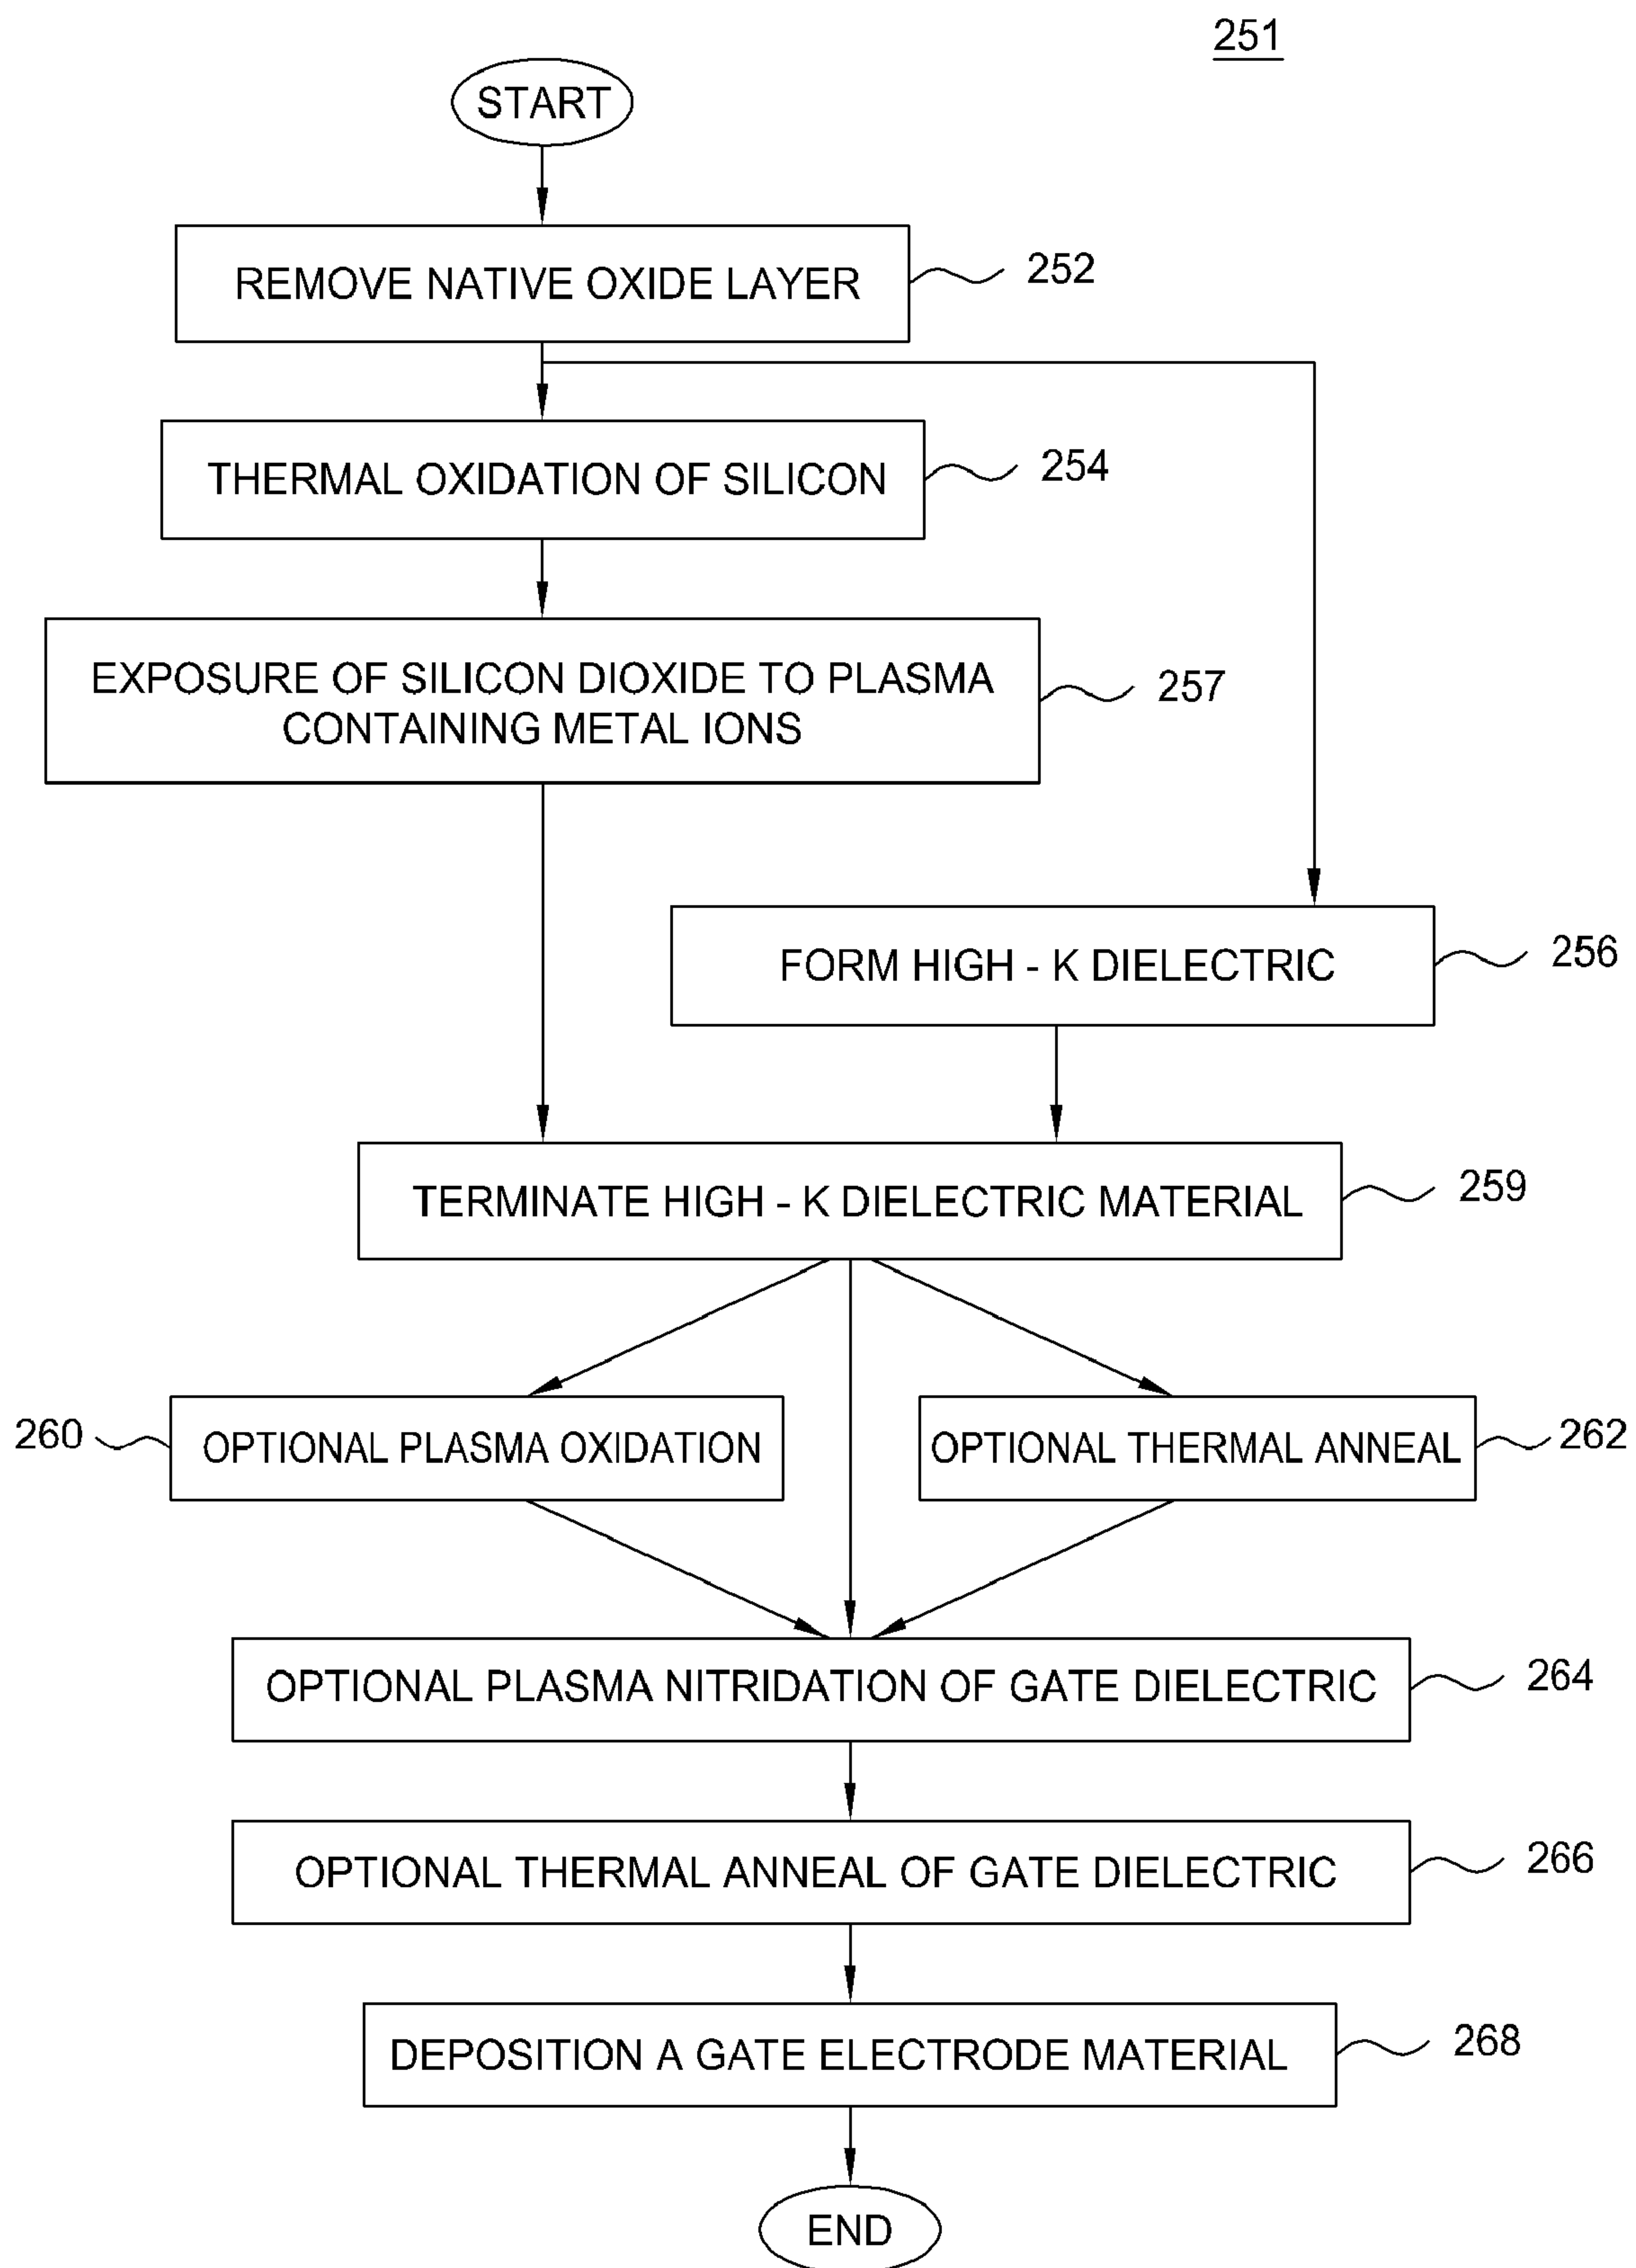 251
START
REMOVE NATIVE OXIDE LAYER
252
THERMAL OXIDATION OF SILICON
254
EXPOSURE OF SILICON DIOXIDE TO PLASMA
CONTAINING METAL IONS
257
FORM HIGH - K DIELECTRIC
256
TERMINATE HIGH - K DIELECTRIC MATERIAL
259
260
OPTIONAL PLASMA OXIDATION
OPTIONAL THERMAL ANNEAL
262
OPTIONAL PLASMA NITRIDATION OF GATE DIELECTRIC
264
OPTIONAL THERMAL ANNEAL OF GATE DIELECTRIC
266
DEPOSITION A GATE ELECTRODE MATERIAL
268
END